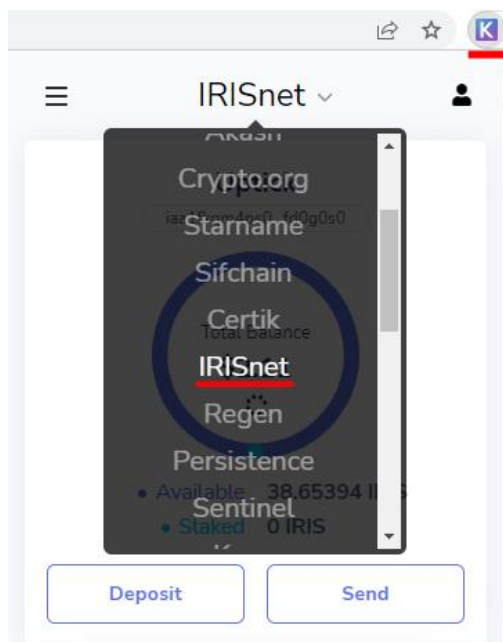 K
IRISnet
Akash
Crypto.org
Starname
Sifchain
Certik
Total Balance
IRISnet
Regen
Persistence
Available 38.65394
Sentinel
Staked 0 IRIS
Deposit
Send